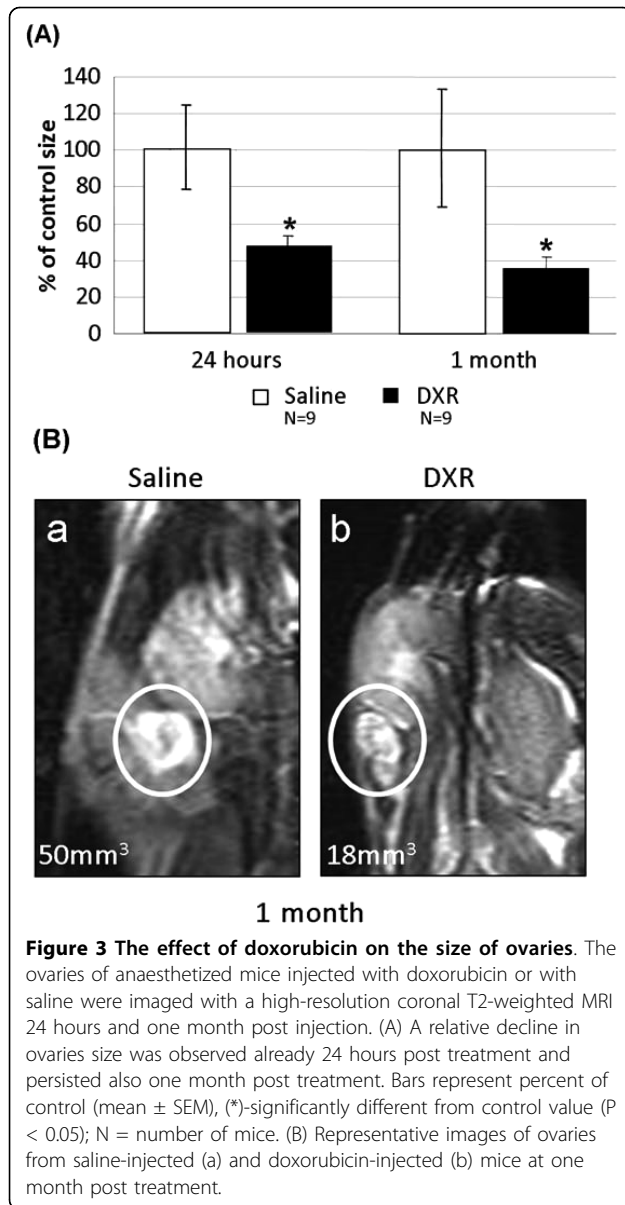 (A)
% of control size
140
120
100
80
60
40
20
0
*
*
24 hours
1 month
Saline
N=9
DXR
N=9
(B)
Saline
DXR
a
b
50mm³
18mm³
1 month
Figure 3 The effect of doxorubicin on the size of ovaries. The
ovaries of anaesthetized mice injected with doxorubicin or with
saline were imaged with a high-resolution coronal T2-weighted MRI
24 hours and one month post injection. (A) A relative decline in
ovaries size was observed already 24 hours post treatment and
persisted also one month post treatment. Bars represent percent of
control (mean ± SEM), (*)-significantly different from control value (P
< 0.05); N = number of mice. (B) Representative images of ovaries
from saline-injected (a) and doxorubicin-injected (b) mice at one
month post treatment.